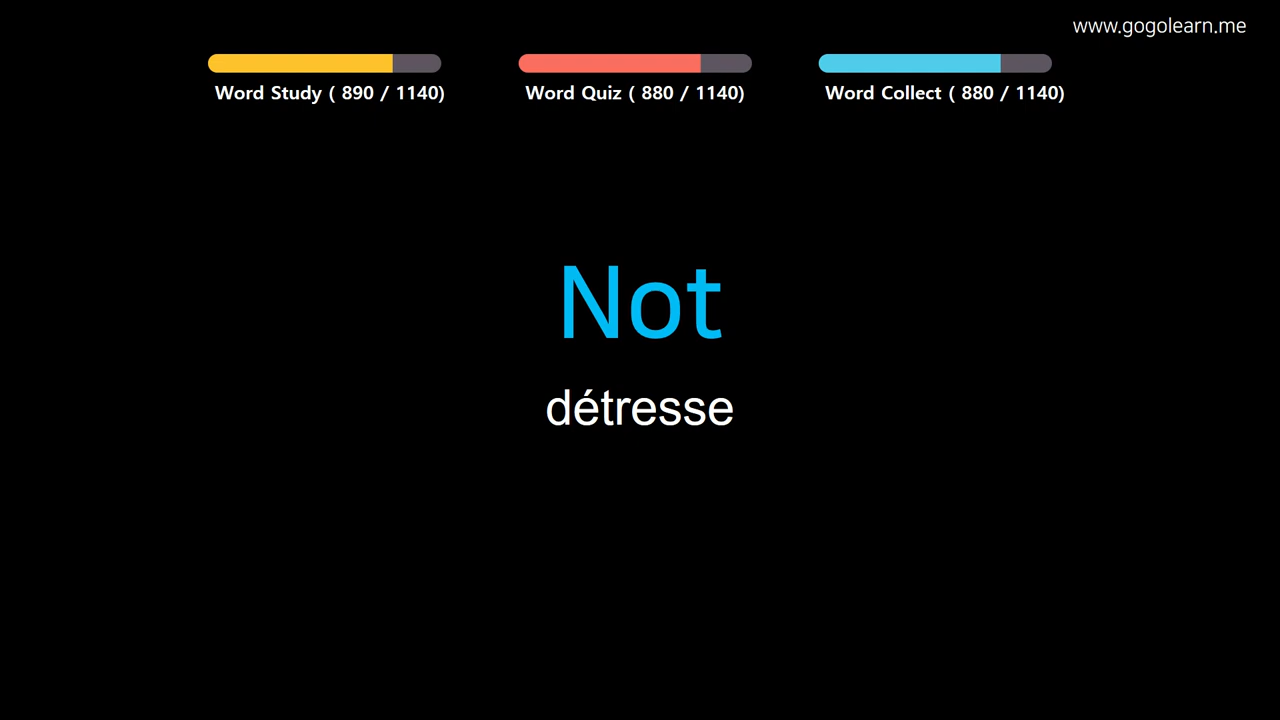 www.gogolearn.me
Word Study ( 890 / 1140)
Word Quiz ( 880 / 1140)
Word Collect ( 880 / 1140)
Not
détresse